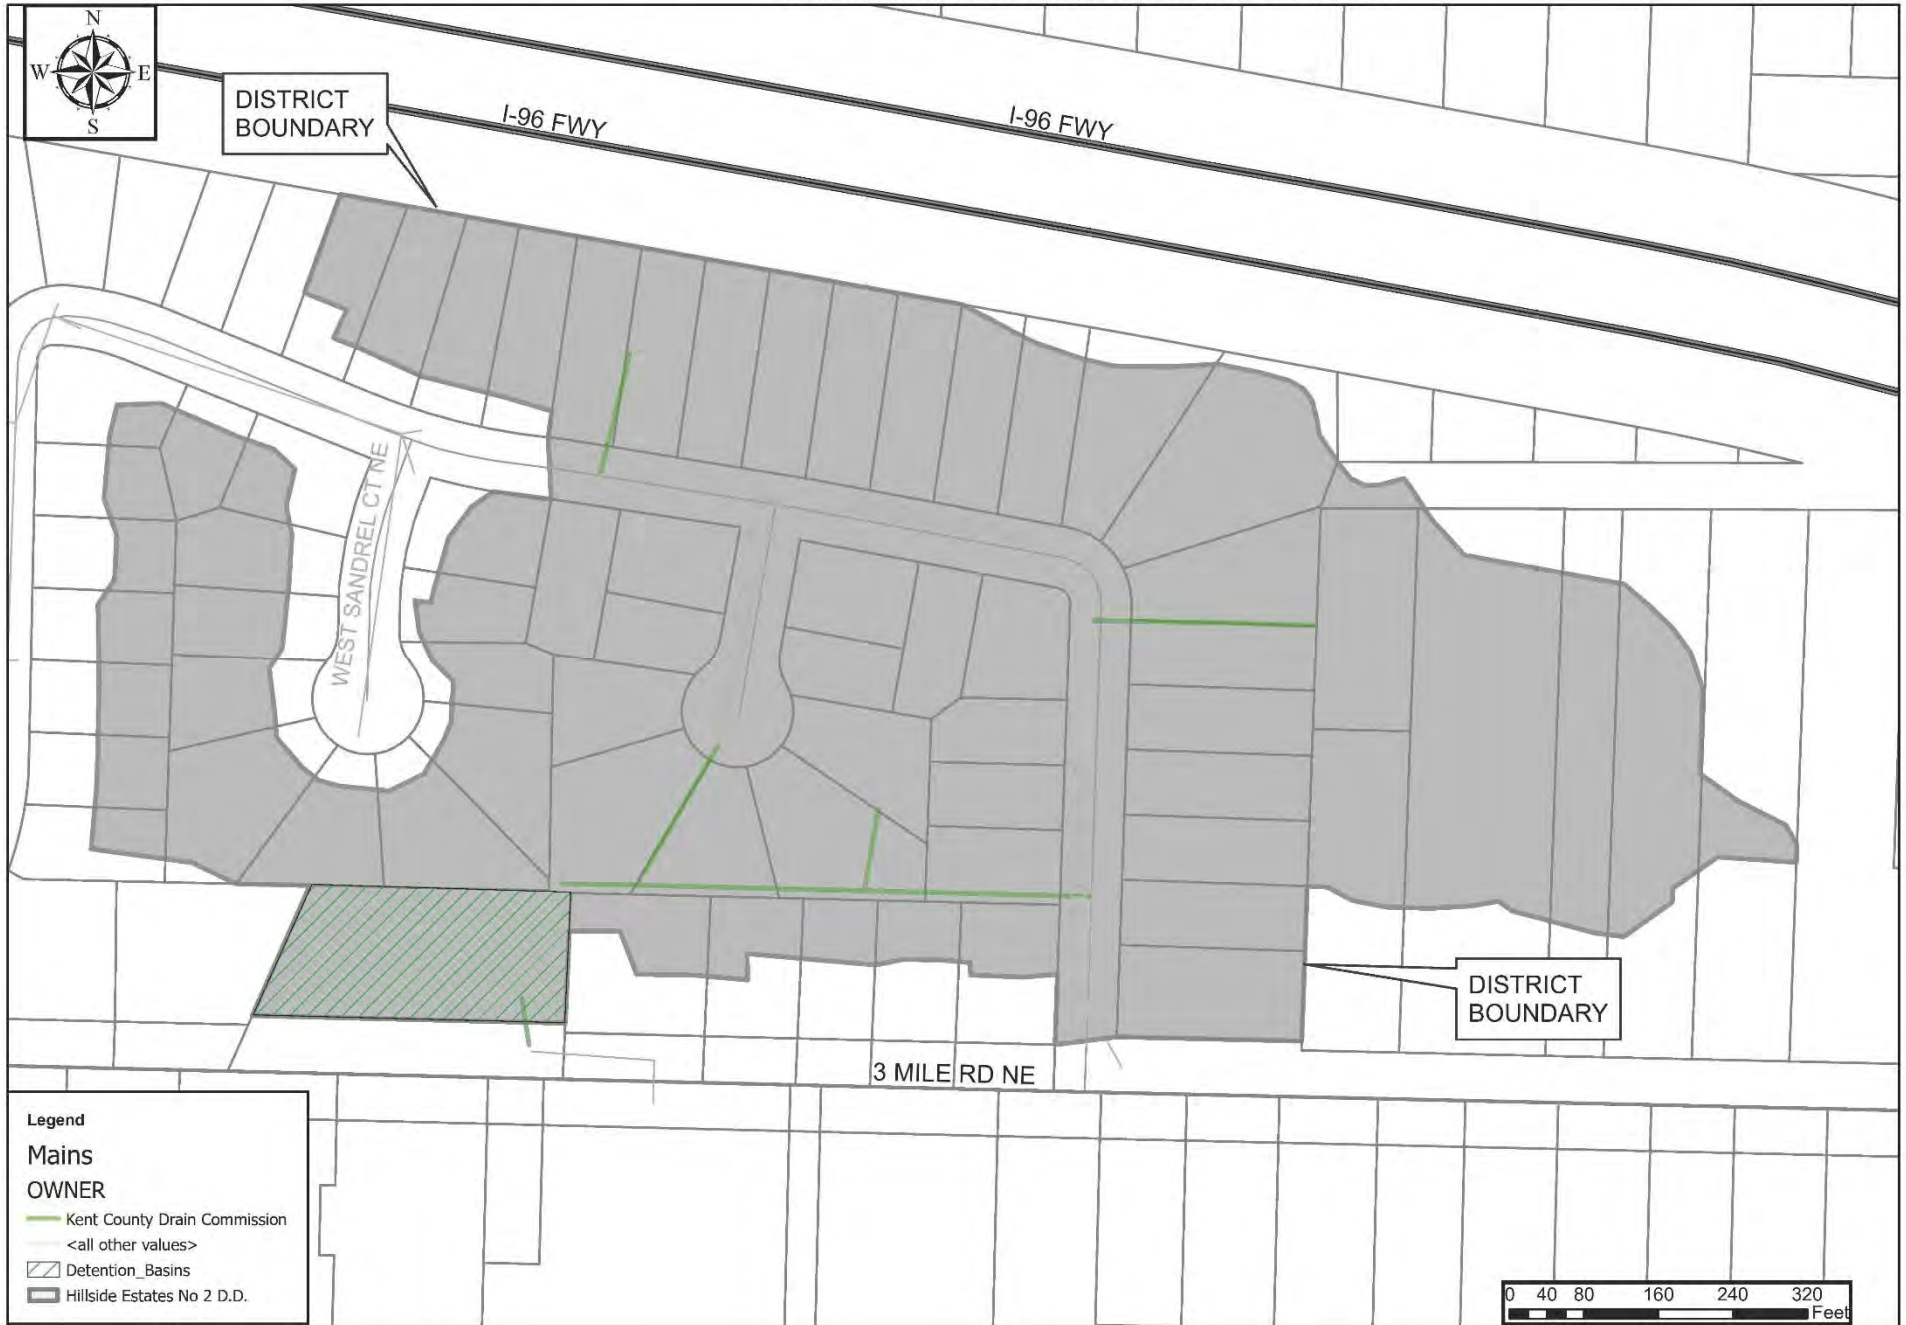 N
W E
S
DISTRICT
BOUNDARY
I-96 FWY
I-96 FWY
WEST SANDREL CT NE
DISTRICT
BOUNDARY
3 MILE RD NE
Legend
Mains
OWNER
Kent County Drain Commission
<all other values>
Detention_Basins
Hillside Estates No 2 D.D.
0 40 80 160 240 320
Feet